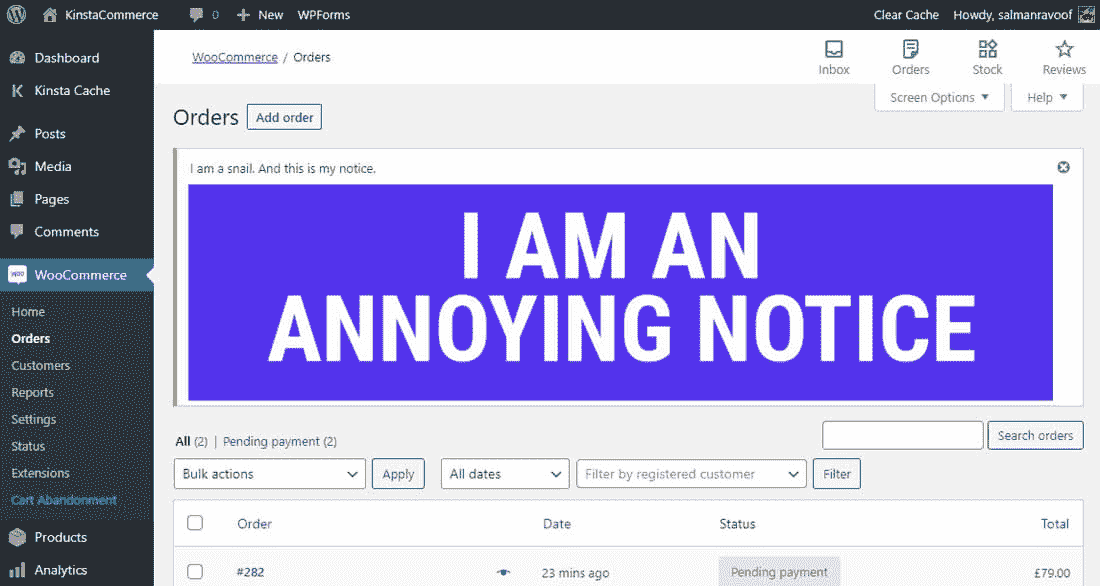 KinstaCommerce 0 New WPForms Clear Cache Howdy, salmanravoof
Dashboard
Kinsta Cache
Posts
Media
Pages
Comments
WooCommerce
Home
Orders
Customers
Reports
Settings
Status
Extensions
Cart Abandonment
Products
Analytics
WooCommerce / Orders
Inbox Orders Stock Reviews
Screen Options Help
Orders Add order
I am a snail. And this is my notice.
I AM AN
ANNOYING NOTICE
All (2) | Pending payment (2)
Search orders
Bulk actions Apply All dates Filter by registered customer Filter
Order Date Status Total
#282 23 mins ago Pending payment £79.00